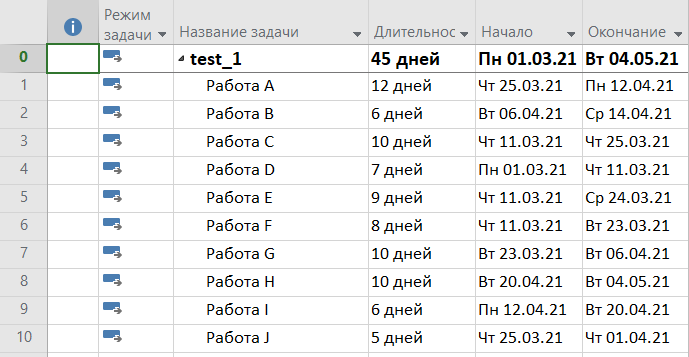 Режим задачи Название задачи Длительнос Начало Окончание
0 test_1 45 дней Пн 01.03.21 Вт 04.05.21
1 Работа A 12 дней Чт 25.03.21 Пн 12.04.21
2 Работа B 6 дней Вт 06.04.21 Ср 14.04.21
3 Работа C 10 дней Чт 11.03.21 Чт 25.03.21
4 Работа D 7 дней Пн 01.03.21 Чт 11.03.21
5 Работа E 9 дней Чт 11.03.21 Ср 24.03.21
6 Работа F 8 дней Чт 11.03.21 Вт 23.03.21
7 Работа G 10 дней Вт 23.03.21 Вт 06.04.21
8 Работа H 10 дней Вт 20.04.21 Вт 04.05.21
9 Работа I 6 дней Пн 12.04.21 Вт 20.04.21
10 Работа J 5 дней Чт 25.03.21 Чт 01.04.21